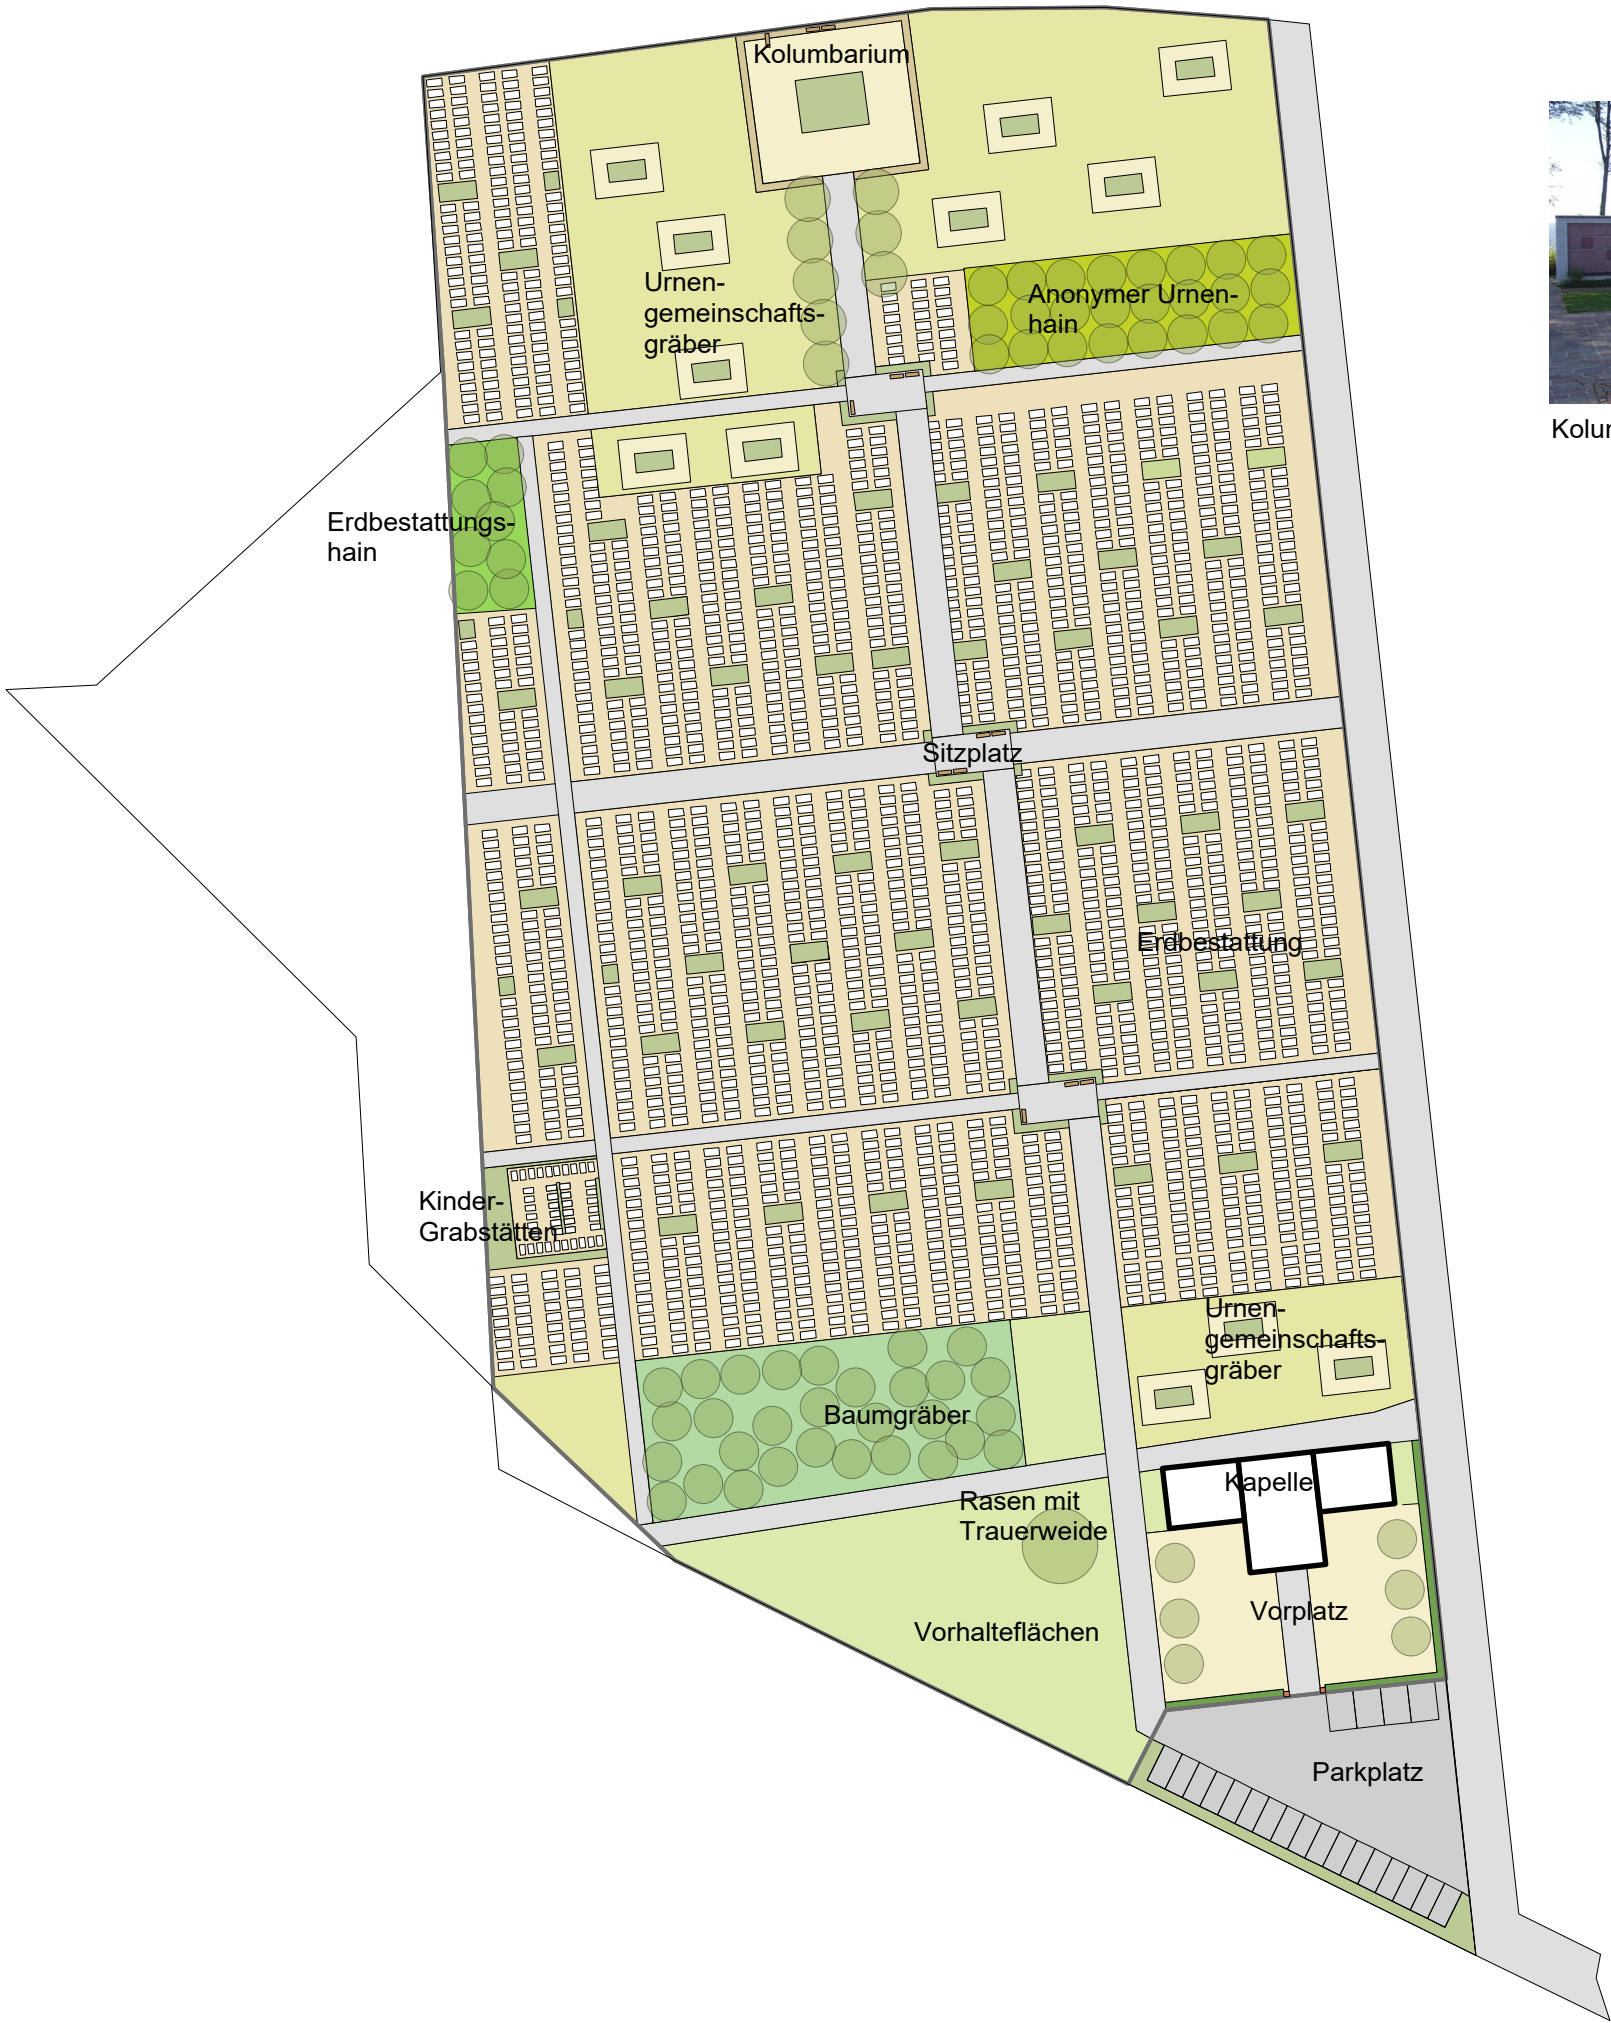 Kolumbarium
Urnen-
gemeinschafts-
gräber
Anonymer Urnen-
hain
Erdbestattungs-
hain
Sitzplatz
Erdbestattung
Kinder-
Grabstätten
Urnen-
gemeinschafts-
gräber
Baumgräber
Kapelle
Rasen mit
Trauerweide
Vorplatz
Vorhalteflächen
Parkplatz